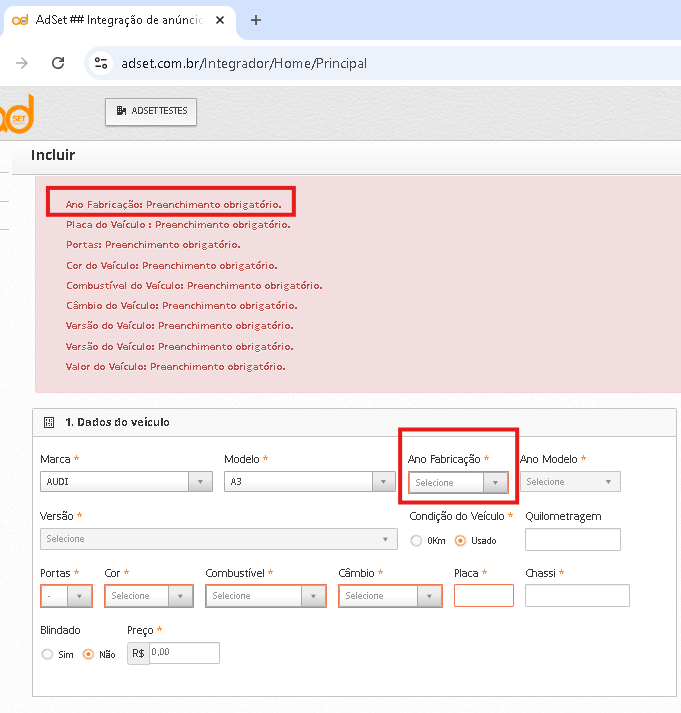 AdSet ## Integração de anúncio
adset.com.br/Integrador/Home/Principal
ad
SET
ADSETTESTES
Incluir
Ano Fabricação: Preenchimento obrigatório.
Placa do Veículo : Preenchimento obrigatório.
Portas: Preenchimento obrigatório.
Cor do Veículo: Preenchimento obrigatório.
Combustível do Veículo: Preenchimento obrigatório.
Câmbio do Veículo: Preenchimento obrigatório.
Versão do Veículo: Preenchimento obrigatório.
Versão do Veículo: Preenchimento obrigatório.
Valor do Veículo: Preenchimento obrigatório.
1. Dados do veículo
Marca * Modelo * Ano Fabricação * Ano Modelo *
AUDI A3 Selecione Selecione
Versão * Condição do Veículo * Quilometragem
Selecione 0Km Usado
Portas * Cor * Combustível * Câmbio * Placa * Chassi *
- Selecione Selecione Selecione
Blindado Preço *
Sim Não R$ 0,00